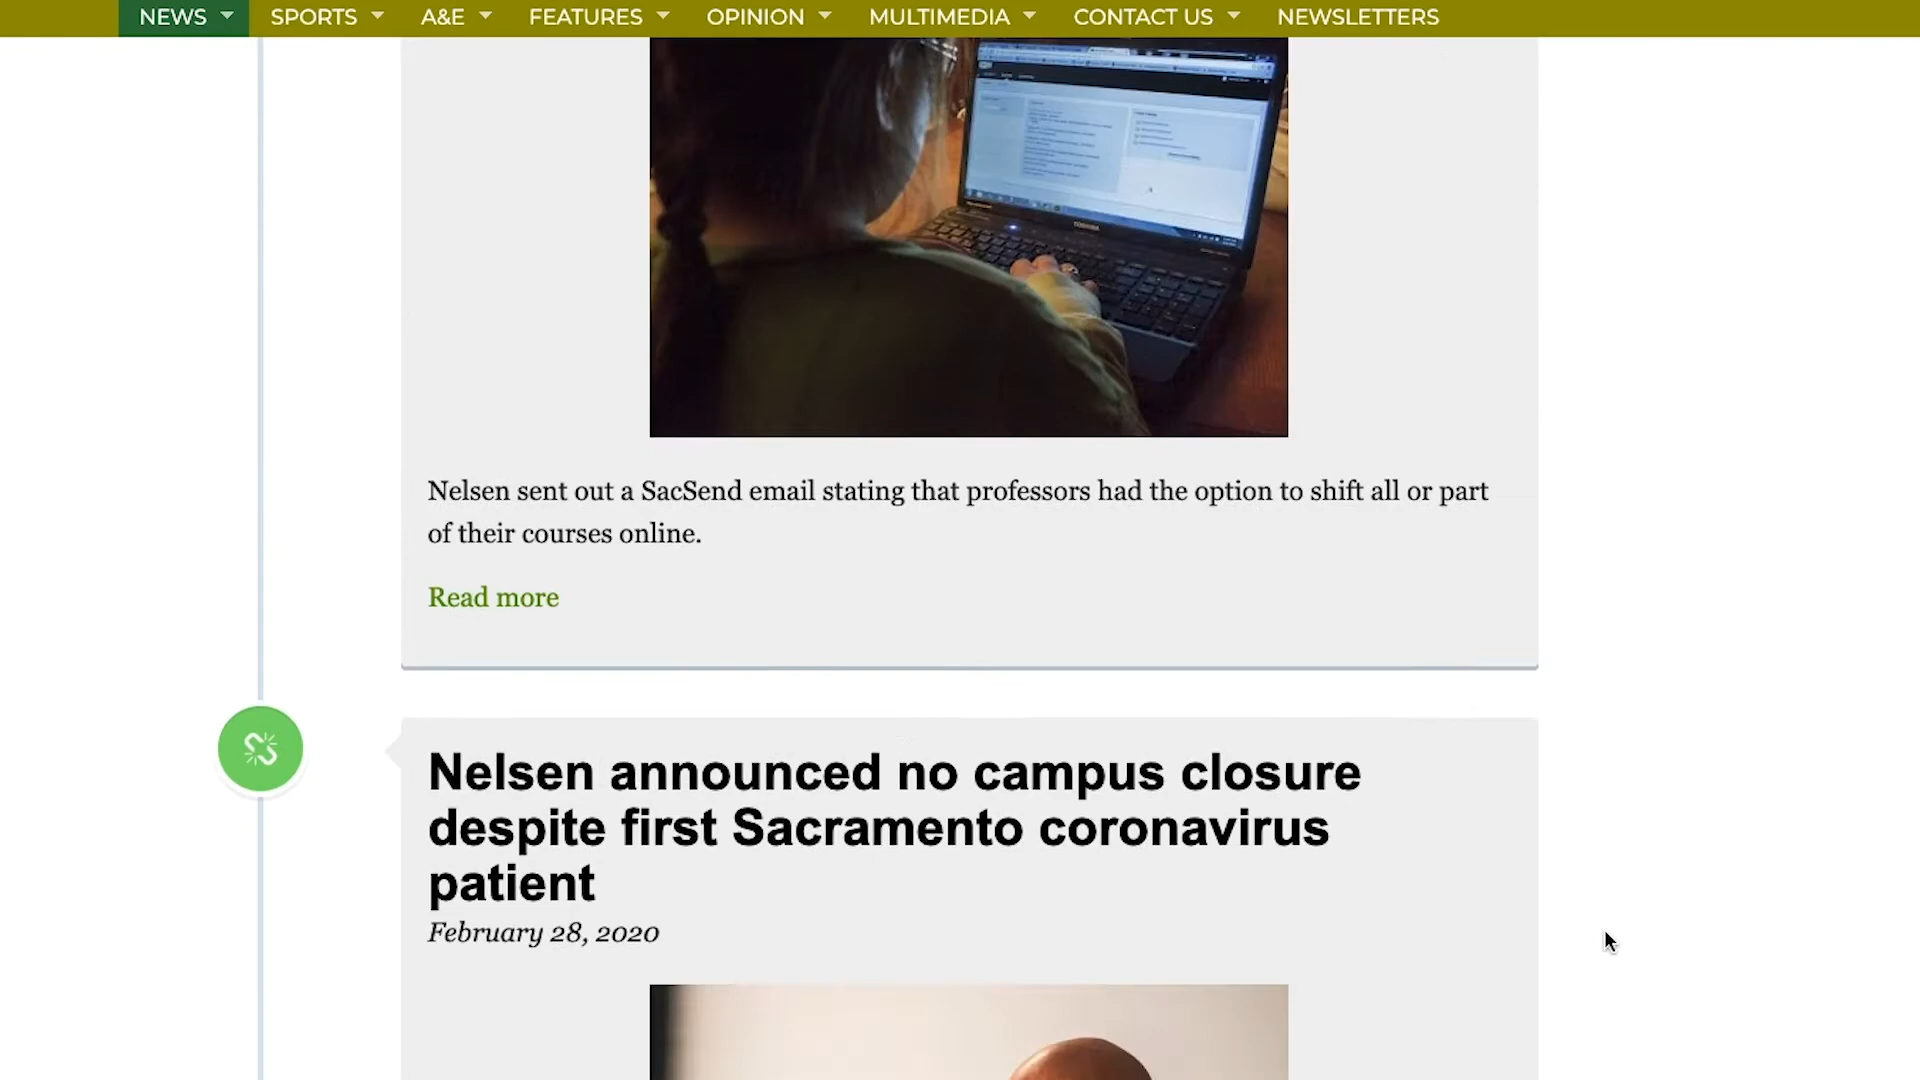 NEWS SPORTS A&E FEATURES OPINION MULTIMEDIA CONTACT US NEWSLETTERS
TOSHIBA
Nelsen sent out a SacSend email stating that professors had the option to shift all or part
of their courses online.
Read more
Nelsen announced no campus closure
despite first Sacramento coronavirus
patient
February 28, 2020